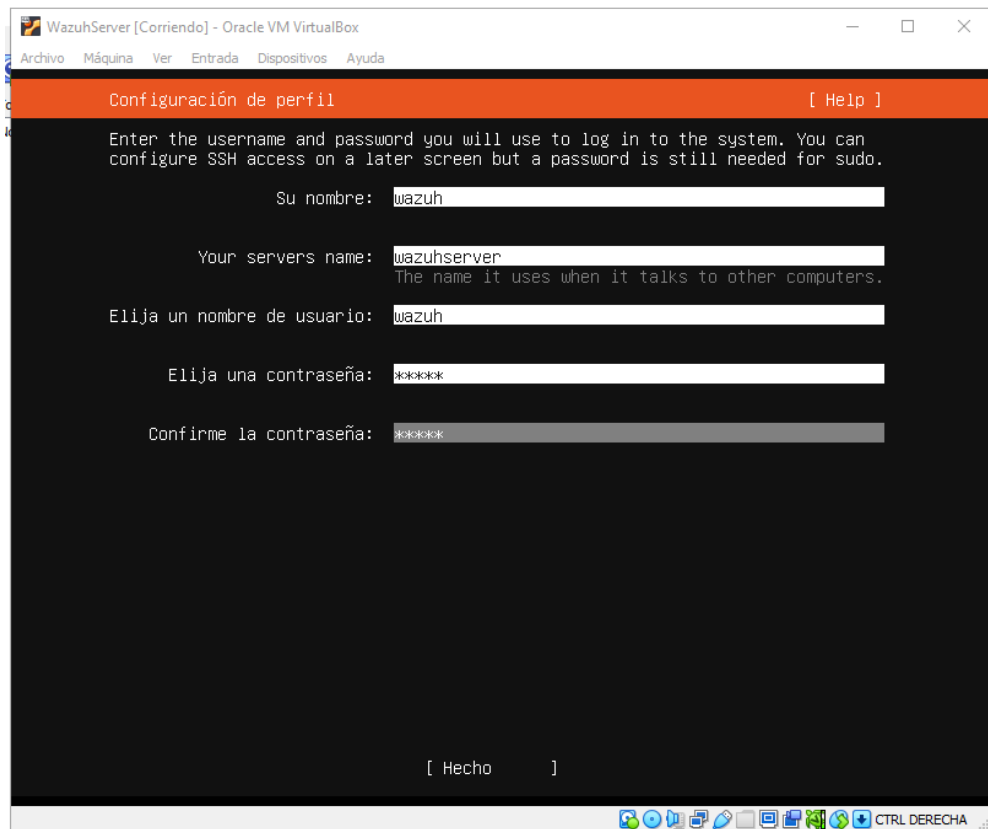 WazuhServer [Corriendo] - Oracle VM VirtualBox
Archivo Máquina Ver Entrada Dispositivos Ayuda
Configuración de perfil [ Help ]
Enter the username and password you will use to log in to the system. You can
configure SSH access on a later screen but a password is still needed for sudo.
Su nombre: wazuh
Your servers name: wazuhserver
The name it uses when it talks to other computers.
Elija un nombre de usuario: wazuh
Elija una contraseña: *****
Confirme la contraseña: *****
[ Hecho ]
CTRL DERECHA